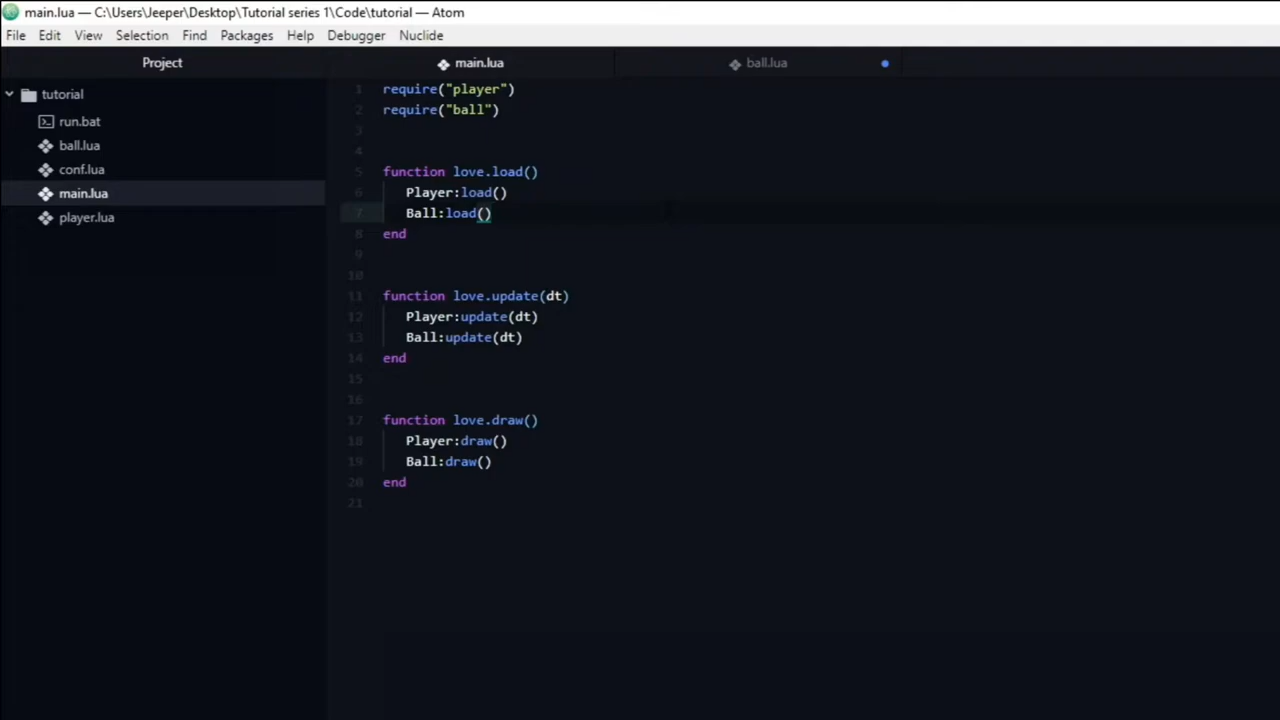 main.lua — C:\Users\Jeeper\Desktop\Tutorial series 1\Code\tutorial — Atom
File Edit View Selection Find Packages Help Debugger Nuclide
Project main.lua ball.lua
tutorial
run.bat
ball.lua
conf.lua
main.lua
player.lua
1 require("player")
2 require("ball")
3
4
5 function love.load()
6 Player:load()
7 Ball:load()
8 end
9
10
11 function love.update(dt)
12 Player:update(dt)
13 Ball:update(dt)
14 end
15
16
17 function love.draw()
18 Player:draw()
19 Ball:draw()
20 end
21